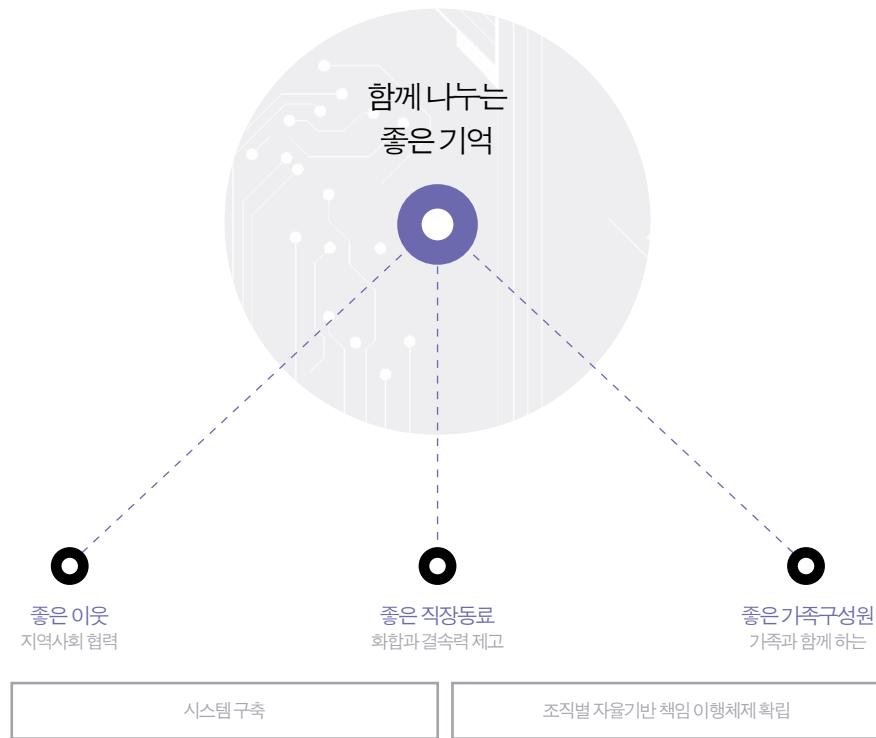 함께 나누는
좋은 기억
좋은 이웃
지역사회 협력
좋은 직장동료
화합과 결속력 제고
좋은 가족구성원
가족과 함께 하는
시스템 구축
조직별 자율기반 책임 이행체제 확립